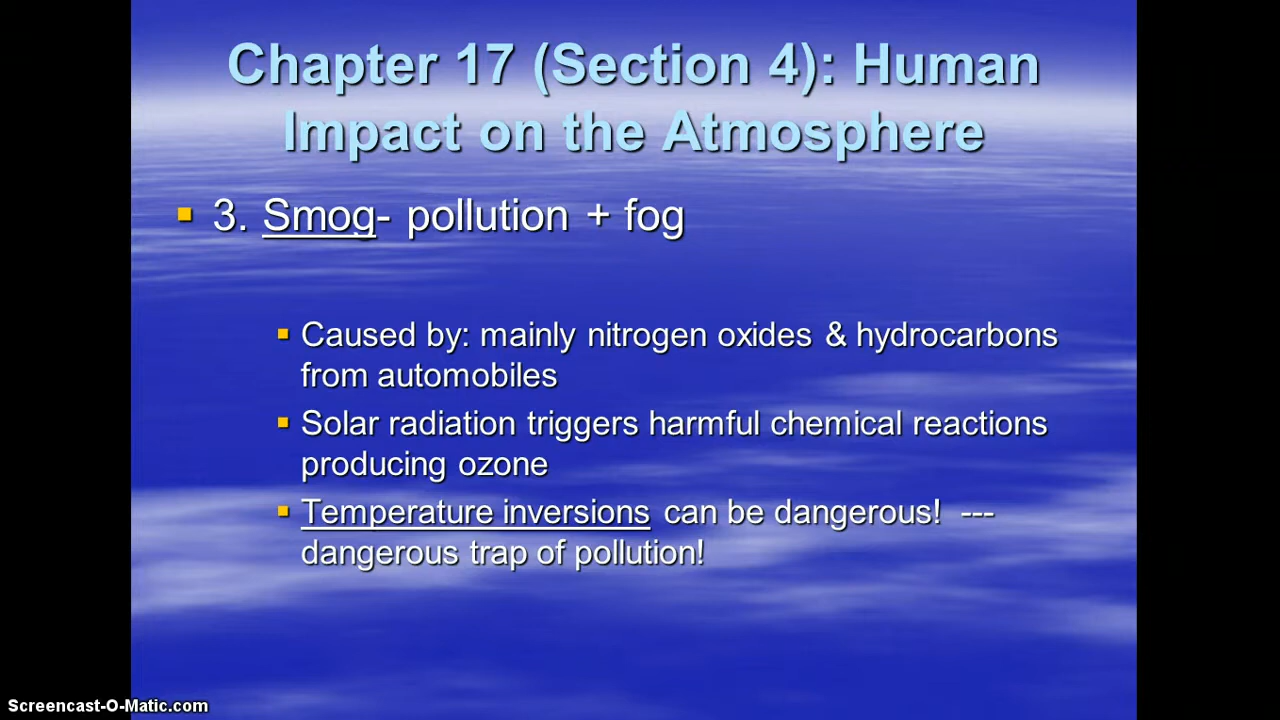 Chapter 17 (Section 4): Human
Impact on the Atmosphere
3. Smog- pollution + fog
Caused by: mainly nitrogen oxides & hydrocarbons
from automobiles
Solar radiation triggers harmful chemical reactions
producing ozone
Temperature inversions can be dangerous! ---
dangerous trap of pollution!
Screencast-O-Matic.com